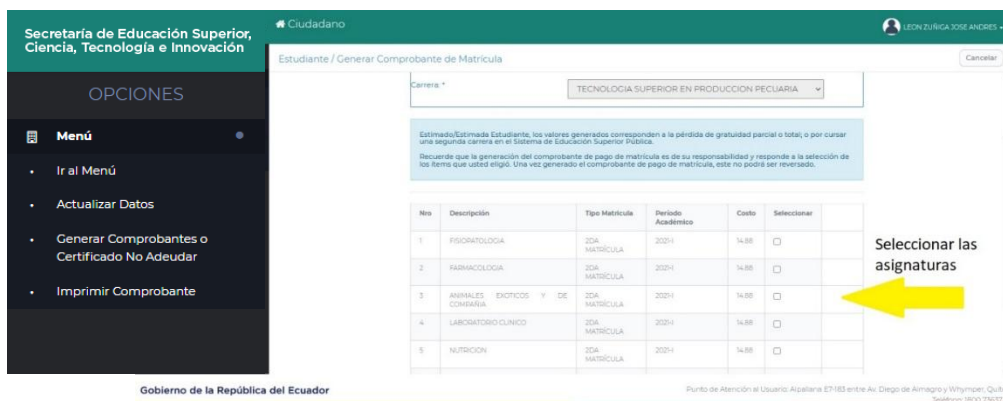 Secretaría de Educación Superior,
Ciencia, Tecnología e Innovación
OPCIONES
Menú
Ir al Menú
Actualizar Datos
Generar Comprobantes o
Certificado No Adeudar
Imprimir Comprobante
Ciudadano
LEON ZUÑIGA JOSE ANDRES
Estudiante / Generar Comprobante de Matrícula
Cancelar
Carrera: *
TECNOLOGIA SUPERIOR EN PRODUCCION PECUARIA
Estimado/Estimada Estudiante, los valores generados corresponden a la pérdida de gratuidad parcial o total; o por cursar
una segunda carrera en el Sistema de Educación Superior Pública.
Recuerde que la generación del comprobante de pago de matrícula es de su responsabilidad y responde a la selección de
los ítems que usted eligió. Una vez generado el comprobante de pago de matrícula, este no podrá ser reversado.
Nro Descripción Tipo Matricula Período Costo Seleccionar
Académico
1 FISIOPATOLOGIA 2DA 2021-I 14.88
MATRÍCULA
2 FARMACOLOGIA 2DA 2021-I 14.88
MATRÍCULA
3 ANIMALES EXOTICOS Y DE 2DA 2021-I 14.88
COMPAÑIA MATRÍCULA
4 LABORATORIO CLINICO 2DA 2021-I 14.88
MATRÍCULA
5 NUTRICION 2DA 2021-I 14.88
MATRÍCULA
Seleccionar las
asignaturas
Gobierno de la República del Ecuador
Punto de Atención al Usuario: Alpallana E7-183 entre Av. Diego de Almagro y Whymper, Quito
Teléfono: 1800 73637